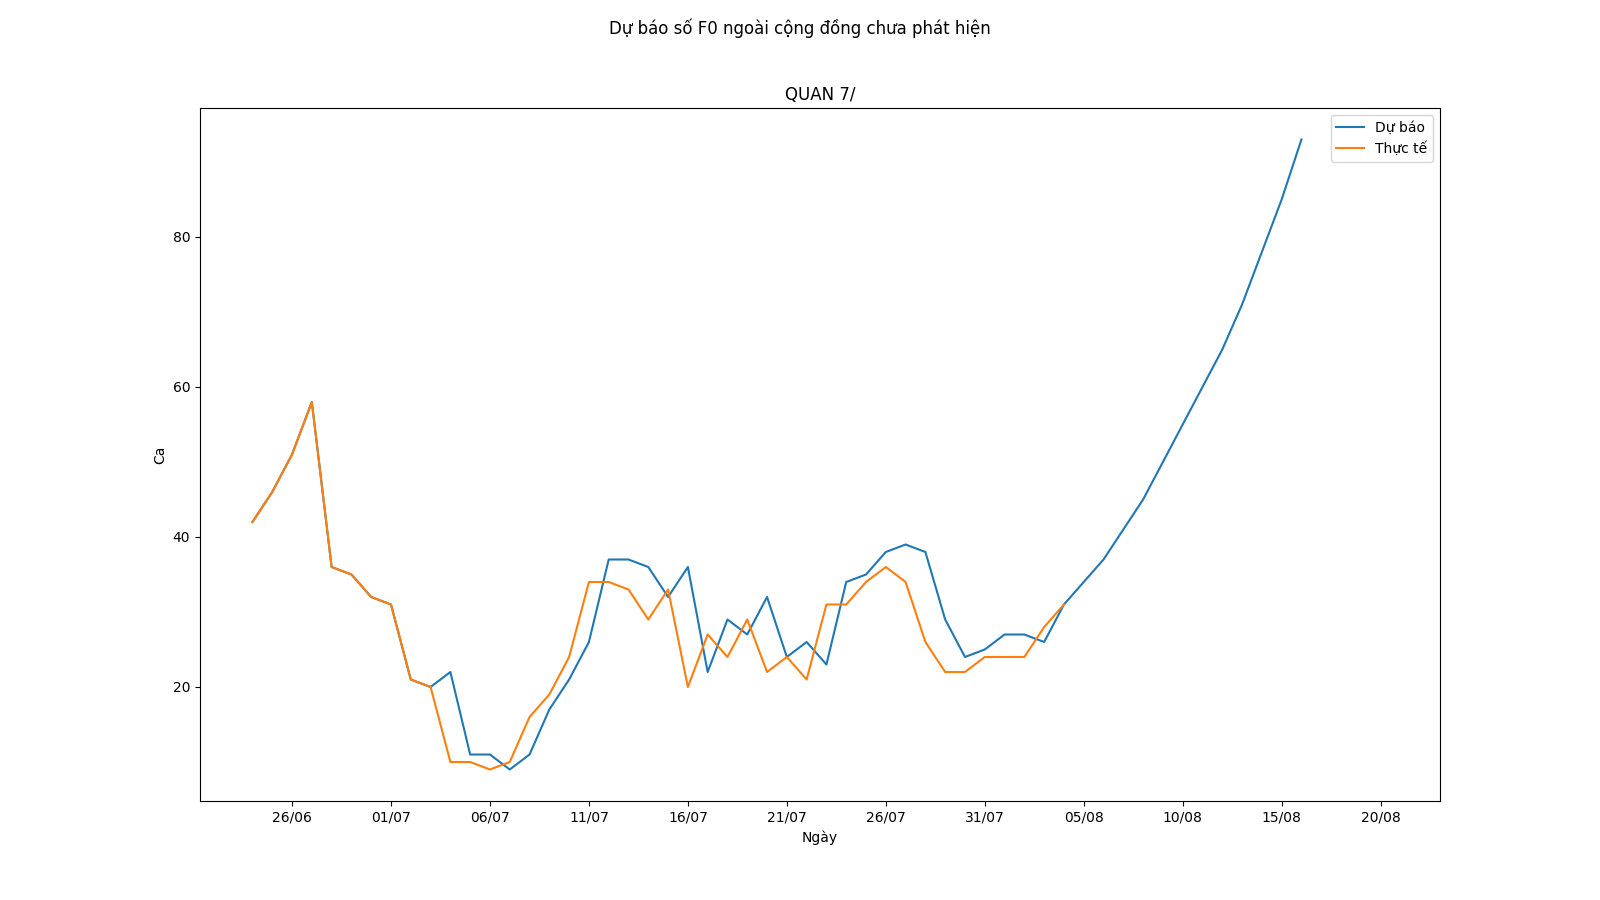 Dự báo số F0 ngoài cộng đồng chưa phát hiện
QUAN 7/
Dự báo
Thực tế
80
60
40
20
Ca
26/06 01/07 06/07 11/07 16/07 21/07 26/07 31/07 05/08 10/08 15/08 20/08
Ngày